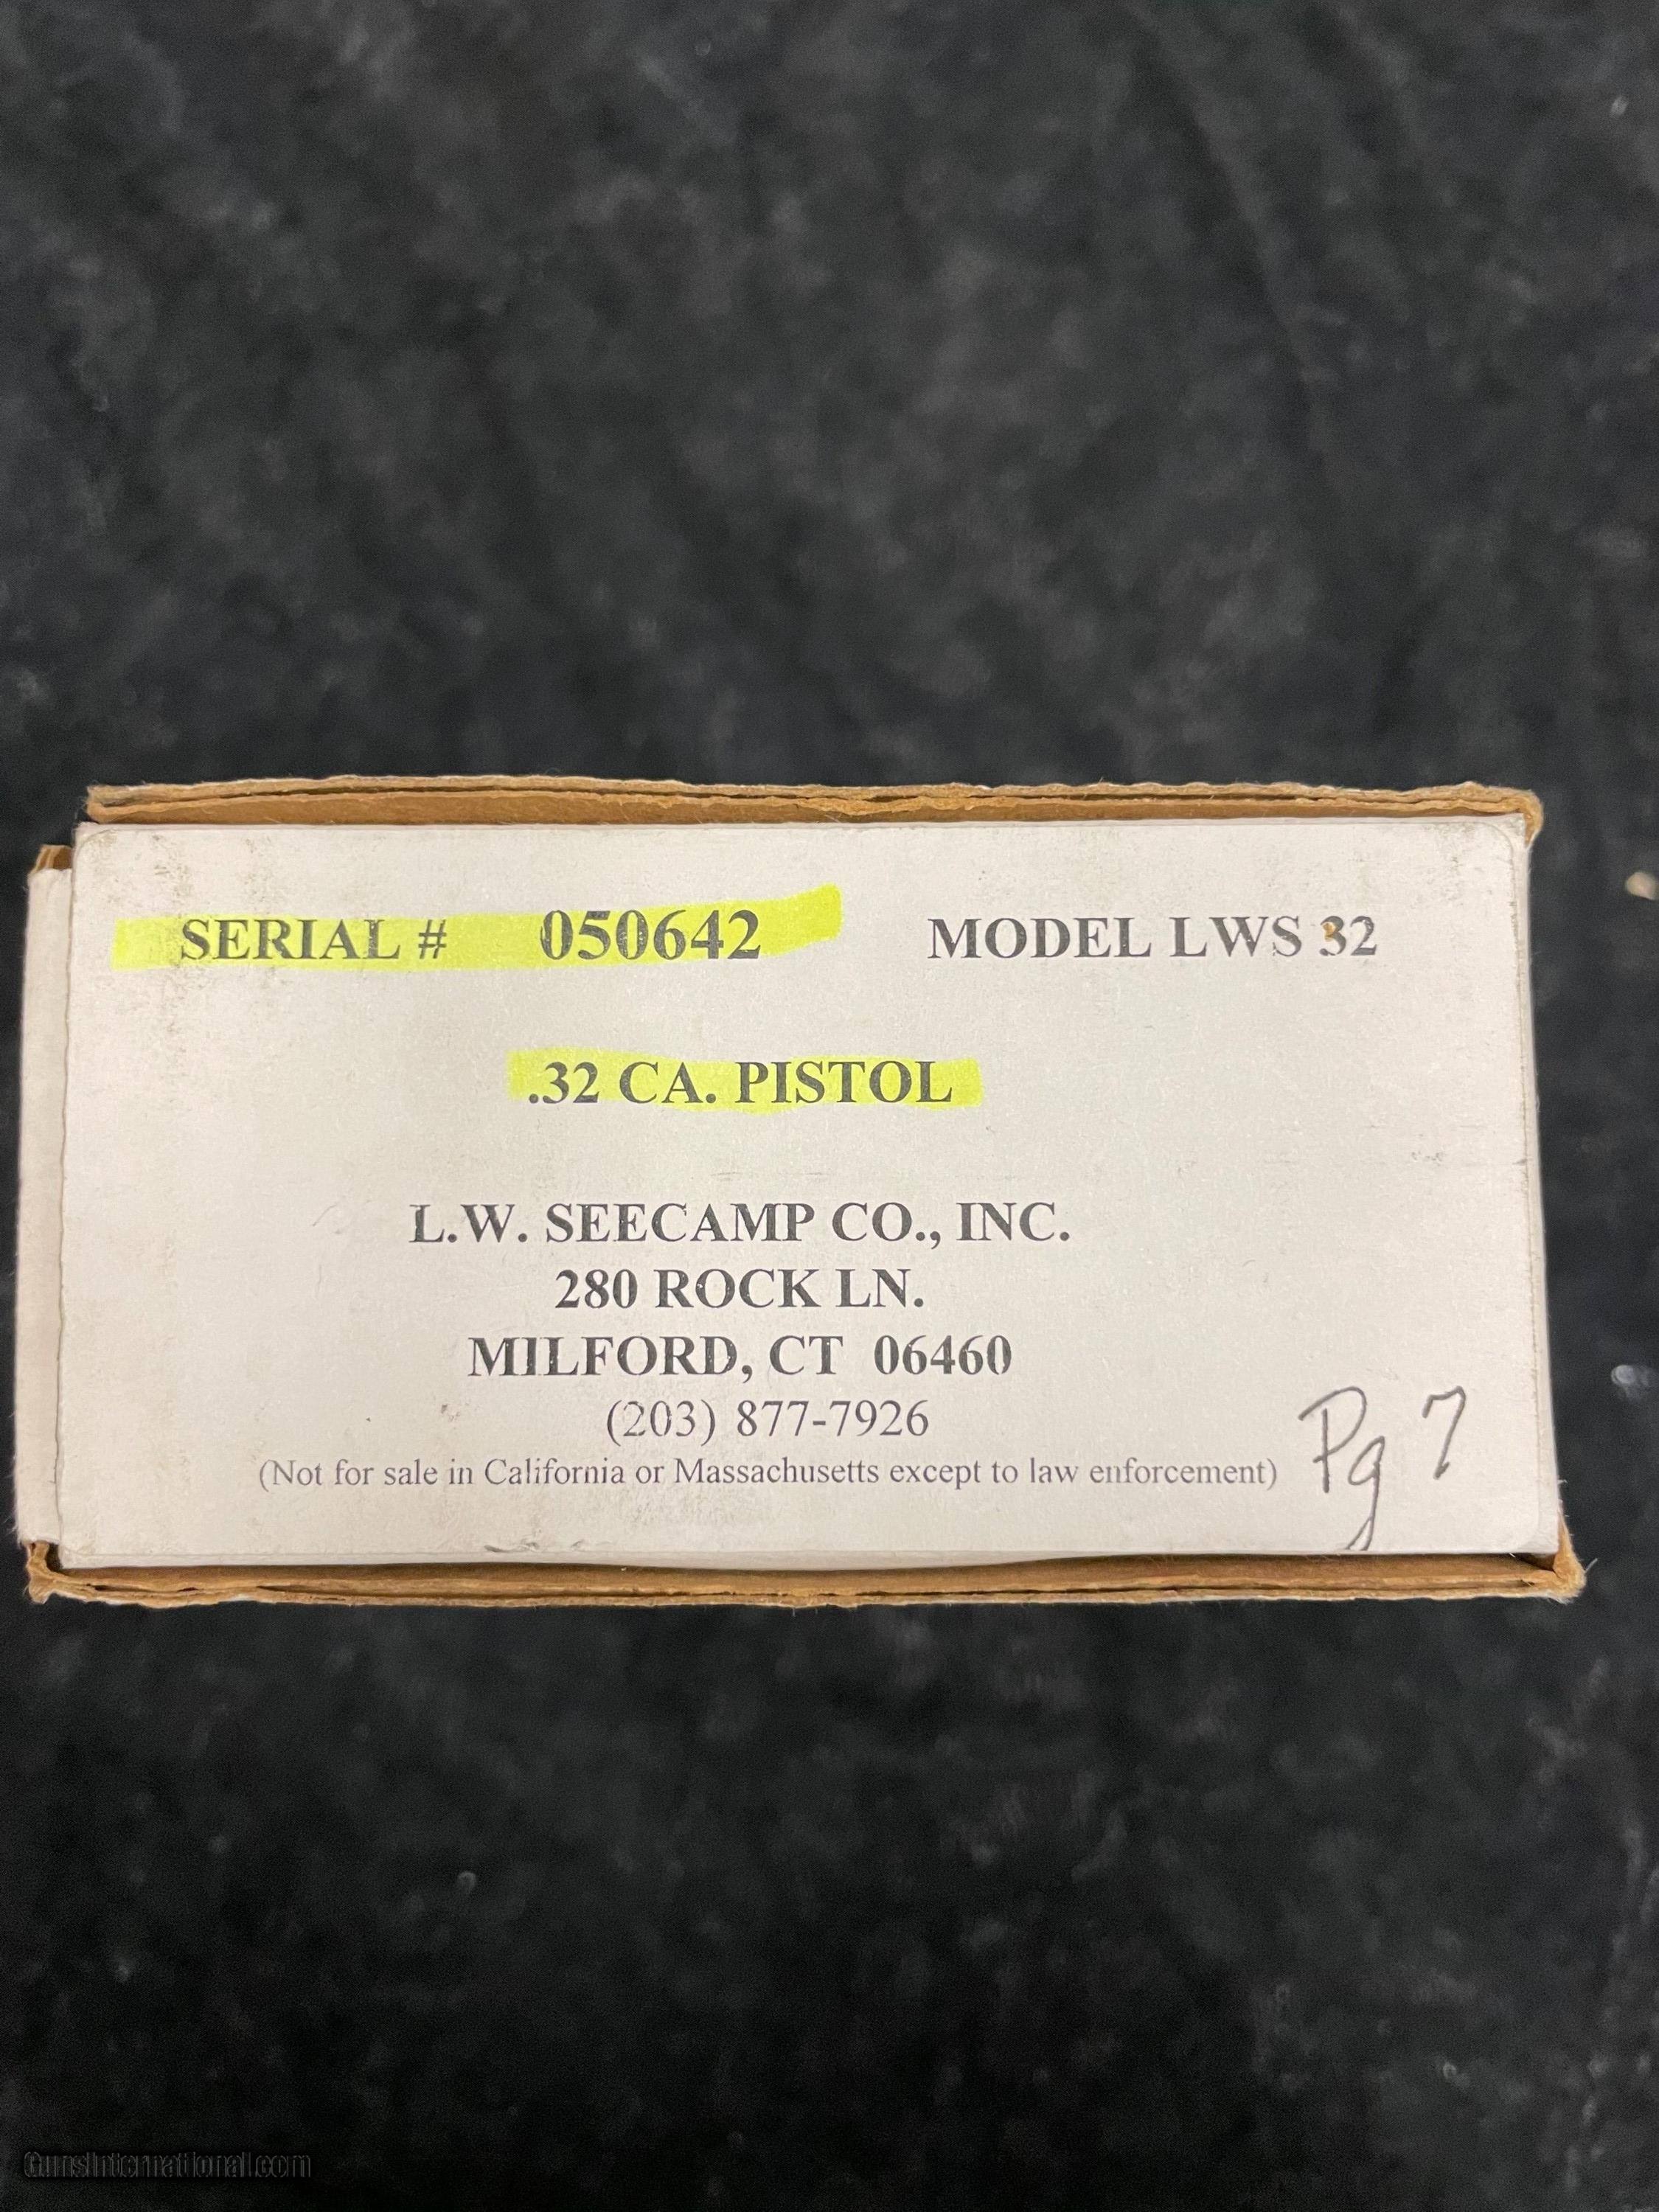 SERIAL # 050642 MODEL LWS 32
.32 CA. PISTOL
L.W. SEECAMP CO., INC.
280 ROCK LN.
MILFORD, CT 06460
(203) 877-7926
(Not for sale in California or Massachusetts except to law enforcement)
Pg 7
GunsInternational.com